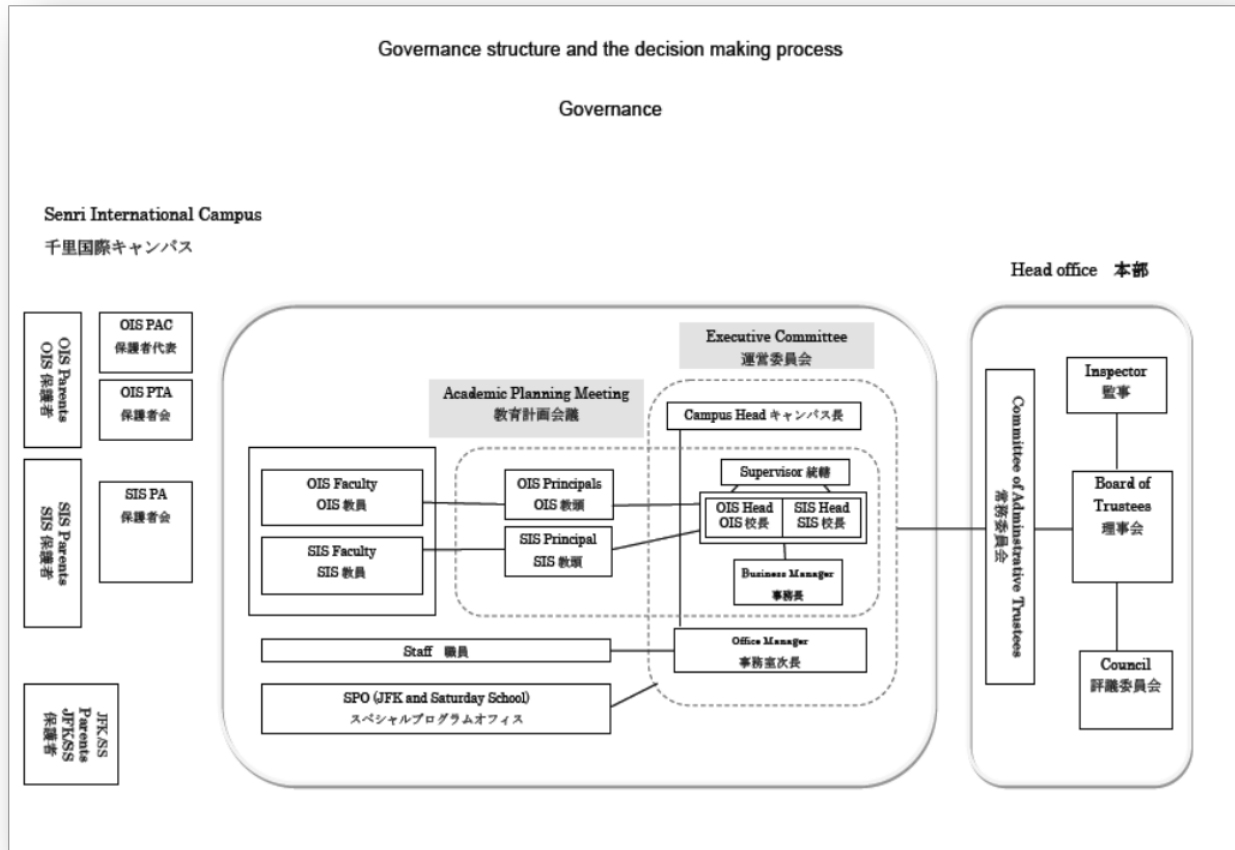 Governance structure and the decision making process
Governance
Senri International Campus
千里国際キャンパス
Head office 本部
OIS Parents
OIS 保護者
OIS PAC
保護者代表
OIS PTA
保護者会
SIS Parents
SIS 保護者
SIS PA
保護者会
JFK/SS
Parents
JFK/SS
保護者
Executive Committee
運営委員会
Academic Planning Meeting
教育計画会議
Campus Head キャンパス長
OIS Faculty
OIS 教員
SIS Faculty
SIS 教員
OIS Principals
OIS 教頭
SIS Principal
SIS 教頭
Supervisor 統轄
OIS Head
OIS 校長
SIS Head
SIS 校長
Business Manager
事務長
Staff 職員
Office Manager
事務室次長
SPO (JFK and Saturday School)
スペシャルプログラムオフィス
Committee of Adminstrative Trustees
常務委員会
Inspector
監事
Board of
Trustees
理事会
Council
評議委員会